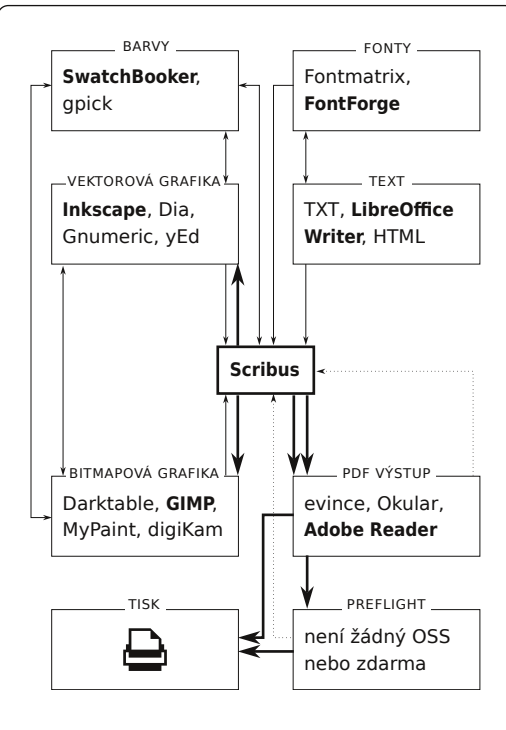 BARVY
SwatchBooker,
gpick
FONTY
Fontmatrix,
FontForge
VEKTOROVÁ GRAFIKA
Inkscape, Dia,
Gnumeric, yEd
TEXT
TXT, LibreOffice
Writer, HTML
Scribus
BITMAPOVÁ GRAFIKA
Darktable, GIMP,
MyPaint, digiKam
PDF VÝSTUP
evince, Okular,
Adobe Reader
TISK
PREFLIGHT
není žádný OSS
nebo zdarma